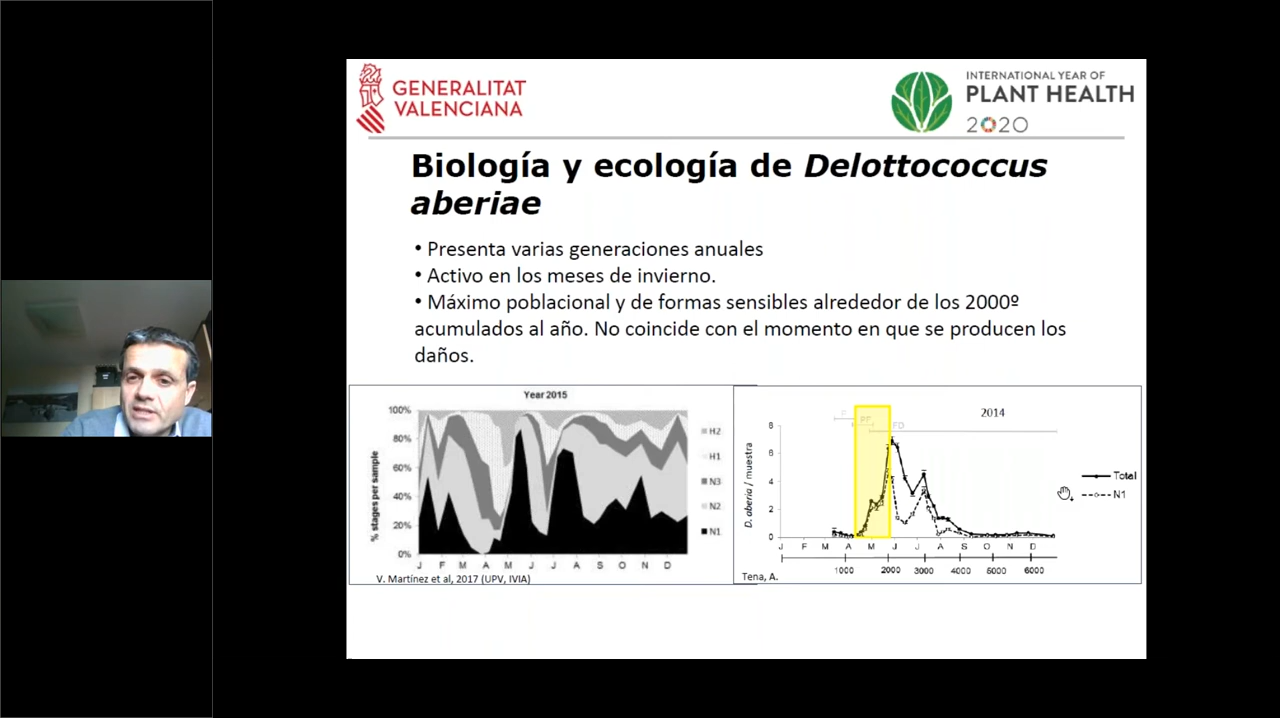 GENERALITAT
VALENCIANA
INTERNATIONAL YEAR OF
PLANT HEALTH
2020
Biología y ecología de Delottococcus
aberiae
• Presenta varias generaciones anuales
• Activo en los meses de invierno.
• Máximo poblacional y de formas sensibles alrededor de los 2000º
acumulados al año. No coincide con el momento en que se producen los
daños.
Year 2015
100%
80%
60%
40%
20%
0%
% stages per sample
J F M A M J J A S O N D
H2
H1
N3
N2
N1
V. Martínez et al, 2017 (UPV, IVIA)
2014
F
PF
FD
8
6
4
2
0
D. aberia / muestra
J F M A M J J A S O N D
1000 2000 3000 4000 5000 6000
Total
N1
Tena, A.